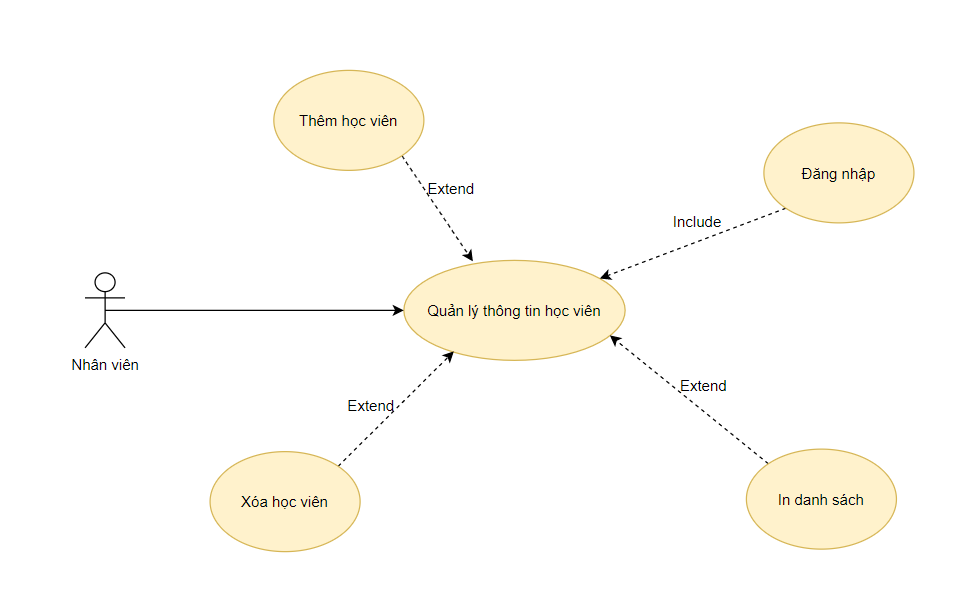 Thêm học viên
Đăng nhập
Extend
Include
Quản lý thông tin học viên
Nhân viên
Extend
Extend
Xóa học viên
In danh sách